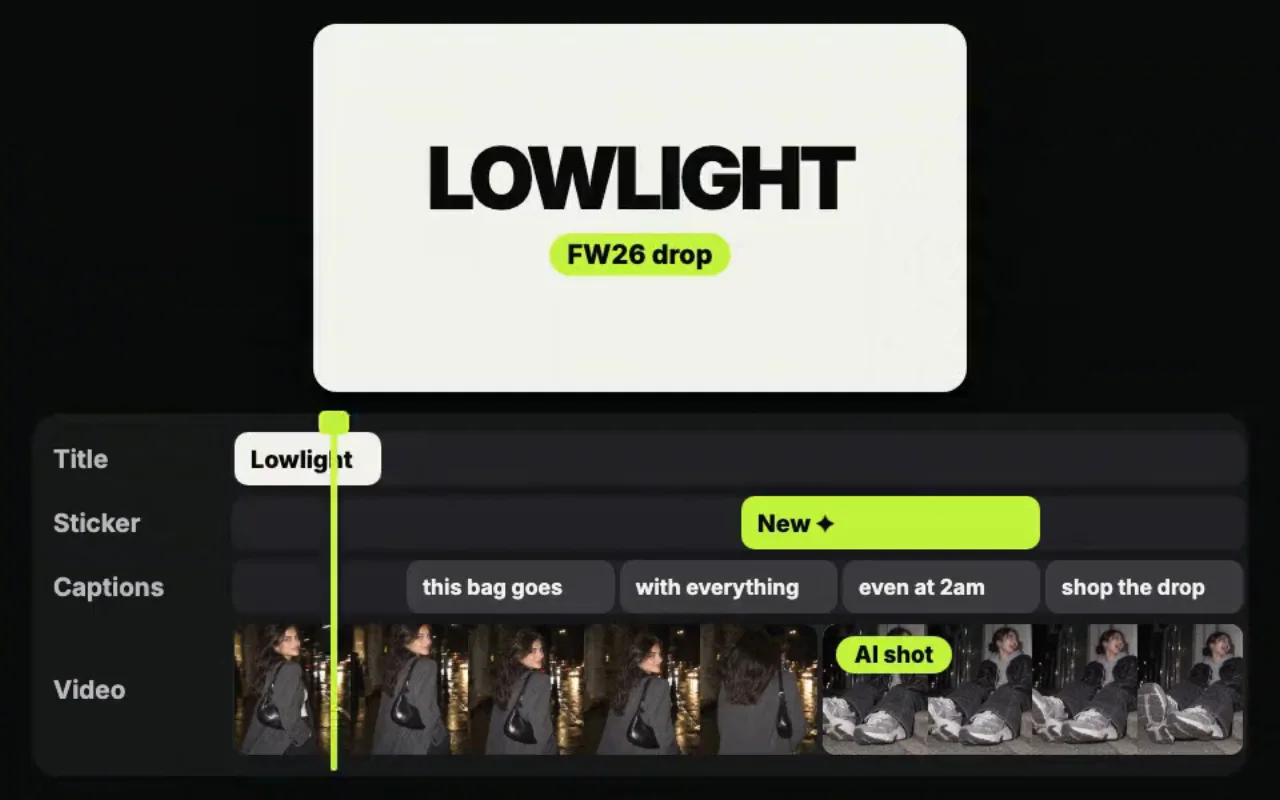 LOWLIGHT
FW26 drop
Title
Lowlight
Sticker
New ✦
Captions
this bag goes
with everything
even at 2am
shop the drop
Video
AI shot